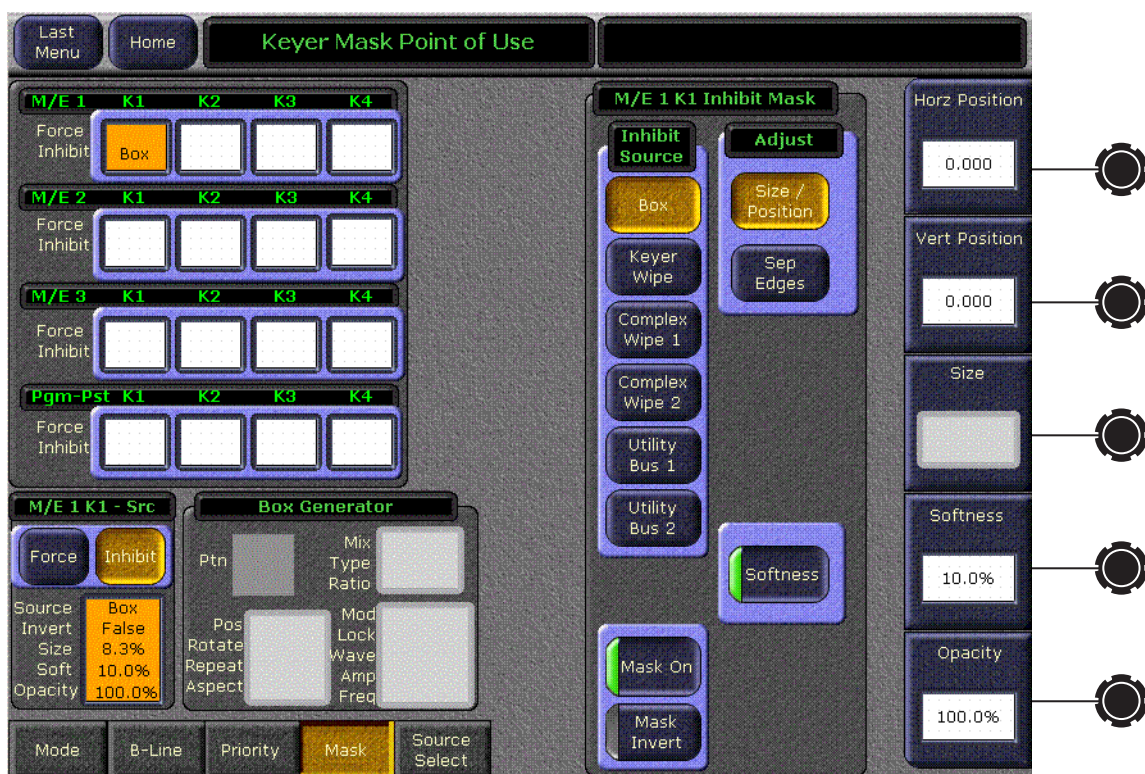 Last
Menu
Home
Keyer Mask Point of Use
M/E 1 K1 K2 K3 K4
Force
Inhibit
Box
M/E 2 K1 K2 K3 K4
Force
Inhibit
M/E 3 K1 K2 K3 K4
Force
Inhibit
Pgm-Pst K1 K2 K3 K4
Force
Inhibit
M/E 1 K1 - Src
Force
Inhibit
Source Box
Invert False
Size 8.3%
Soft 10.0%
Opacity 100.0%
Box Generator
Ptn
Mix
Type
Ratio
Pos
Rotate
Repeat
Aspect
Mod
Lock
Wave
Amp
Freq
M/E 1 K1 Inhibit Mask
Inhibit
Source
Box
Keyer
Wipe
Complex
Wipe 1
Complex
Wipe 2
Utility
Bus 1
Utility
Bus 2
Adjust
Size /
Position
Sep
Edges
Softness
Mask On
Mask
Invert
Horz Position
0.000
Vert Position
0.000
Size
Softness
10.0%
Opacity
100.0%
Mode
B-Line
Priority
Mask
Source
Select